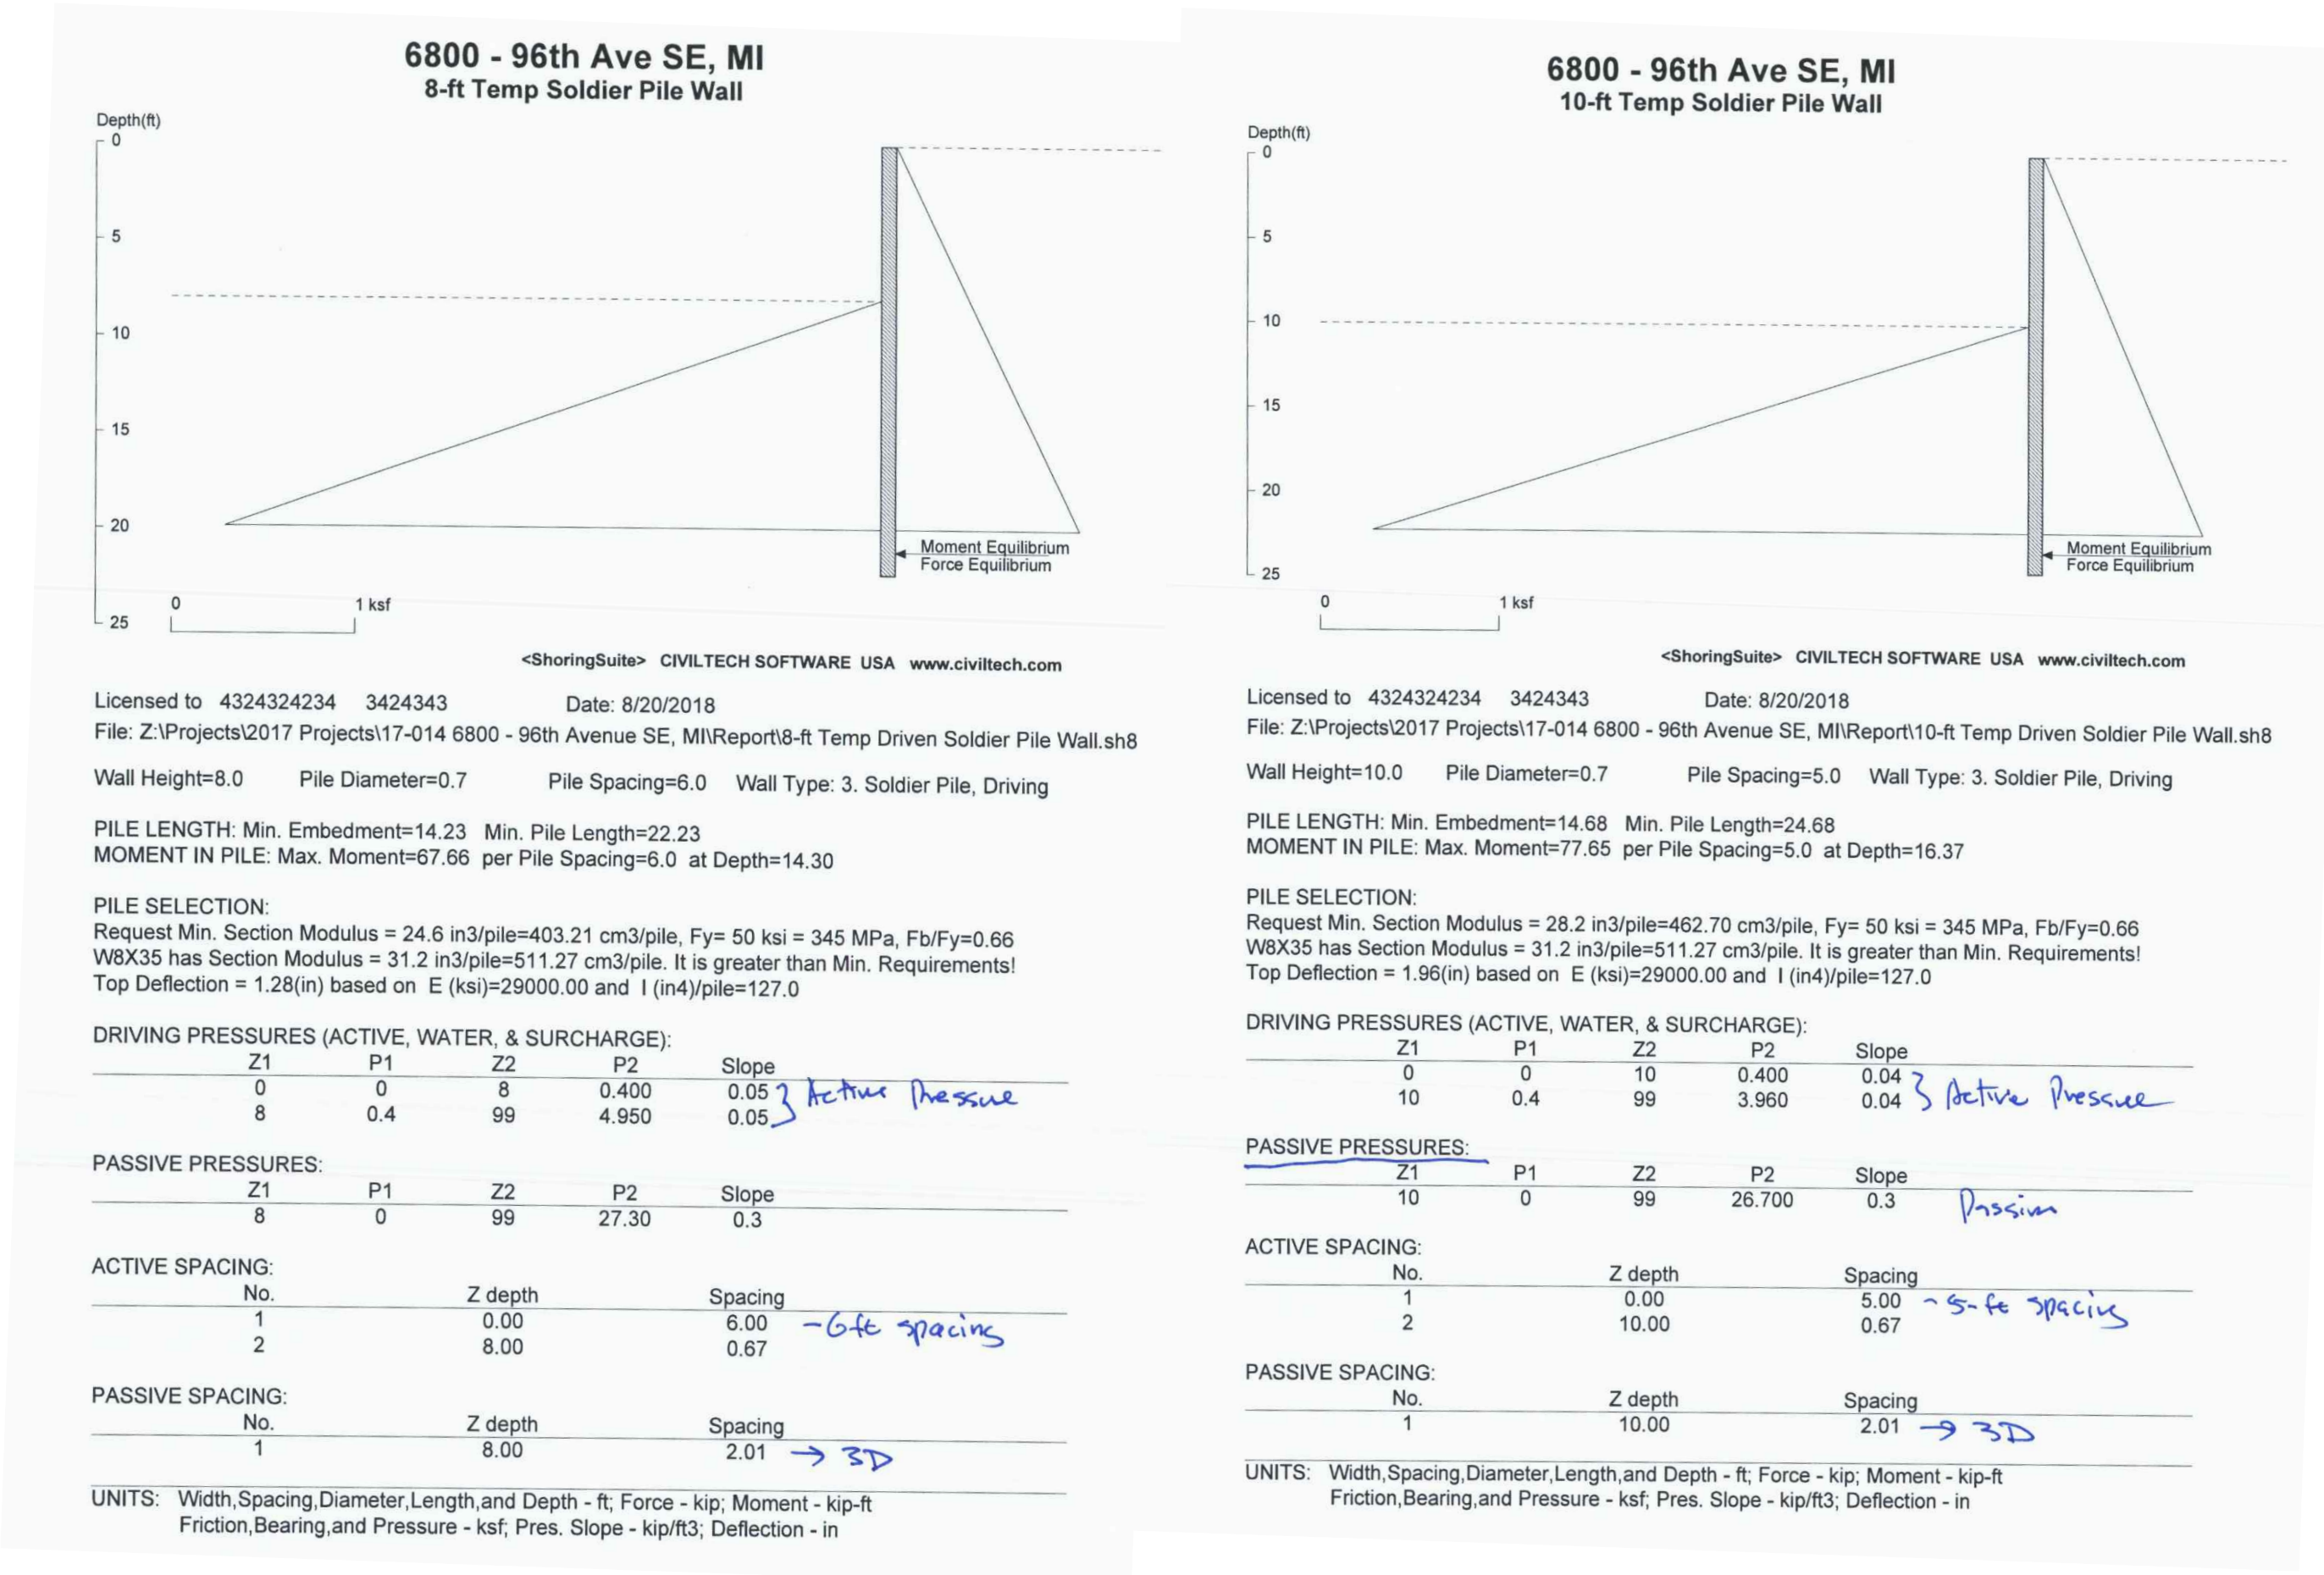 6800 - 96th Ave SE, MI
8-ft Temp Soldier Pile Wall
Depth(ft)
0
5
10
15
20
25
Moment Equilibrium
Force Equilibrium
0 1 ksf
<ShoringSuite> CIVILTECH SOFTWARE USA www.civiltech.com
Licensed to 4324324234 3424343 Date: 8/20/2018
File: Z:\Projects\2017 Projects\17-014 6800 - 96th Avenue SE, MI\Report\8-ft Temp Driven Soldier Pile Wall.sh8
Wall Height=8.0 Pile Diameter=0.7 Pile Spacing=6.0 Wall Type: 3. Soldier Pile, Driving
PILE LENGTH: Min. Embedment=14.23 Min. Pile Length=22.23
MOMENT IN PILE: Max. Moment=67.66 per Pile Spacing=6.0 at Depth=14.30
PILE SELECTION:
Request Min. Section Modulus = 24.6 in3/pile=403.21 cm3/pile, Fy= 50 ksi = 345 MPa, Fb/Fy=0.66
W8X35 has Section Modulus = 31.2 in3/pile=511.27 cm3/pile. It is greater than Min. Requirements!
Top Deflection = 1.28(in) based on E (ksi)=29000.00 and I (in4)/pile=127.0
DRIVING PRESSURES (ACTIVE, WATER, & SURCHARGE):
Z1 P1 Z2 P2 Slope
0 0 8 0.400 0.05
8 0.4 99 4.950 0.05
Active Pressure
PASSIVE PRESSURES:
Z1 P1 Z2 P2 Slope
8 0 99 27.30 0.3
ACTIVE SPACING:
No. Z depth Spacing
1 0.00 6.00 - 6ft spacing
2 8.00 0.67
PASSIVE SPACING:
No. Z depth Spacing
1 8.00 2.01 → 3D
UNITS: Width,Spacing,Diameter,Length,and Depth - ft; Force - kip; Moment - kip-ft
Friction,Bearing,and Pressure - ksf; Pres. Slope - kip/ft3; Deflection - in
6800 - 96th Ave SE, MI
10-ft Temp Soldier Pile Wall
Depth(ft)
0
5
10
15
20
25
Moment Equilibrium
Force Equilibrium
0 1 ksf
<ShoringSuite> CIVILTECH SOFTWARE USA www.civiltech.com
Licensed to 4324324234 3424343 Date: 8/20/2018
File: Z:\Projects\2017 Projects\17-014 6800 - 96th Avenue SE, MI\Report\10-ft Temp Driven Soldier Pile Wall.sh8
Wall Height=10.0 Pile Diameter=0.7 Pile Spacing=5.0 Wall Type: 3. Soldier Pile, Driving
PILE LENGTH: Min. Embedment=14.68 Min. Pile Length=24.68
MOMENT IN PILE: Max. Moment=77.65 per Pile Spacing=5.0 at Depth=16.37
PILE SELECTION:
Request Min. Section Modulus = 28.2 in3/pile=462.70 cm3/pile, Fy= 50 ksi = 345 MPa, Fb/Fy=0.66
W8X35 has Section Modulus = 31.2 in3/pile=511.27 cm3/pile. It is greater than Min. Requirements!
Top Deflection = 1.96(in) based on E (ksi)=29000.00 and I (in4)/pile=127.0
DRIVING PRESSURES (ACTIVE, WATER, & SURCHARGE):
Z1 P1 Z2 P2 Slope
0 0 10 0.400 0.04
10 0.4 99 3.960 0.04
Active Pressure
PASSIVE PRESSURES:
Z1 P1 Z2 P2 Slope
10 0 99 26.700 0.3 Passive
ACTIVE SPACING:
No. Z depth Spacing
1 0.00 5.00 - 5-ft spacing
2 10.00 0.67
PASSIVE SPACING:
No. Z depth Spacing
1 10.00 2.01 → 3D
UNITS: Width,Spacing,Diameter,Length,and Depth - ft; Force - kip; Moment - kip-ft
Friction,Bearing,and Pressure - ksf; Pres. Slope - kip/ft3; Deflection - in